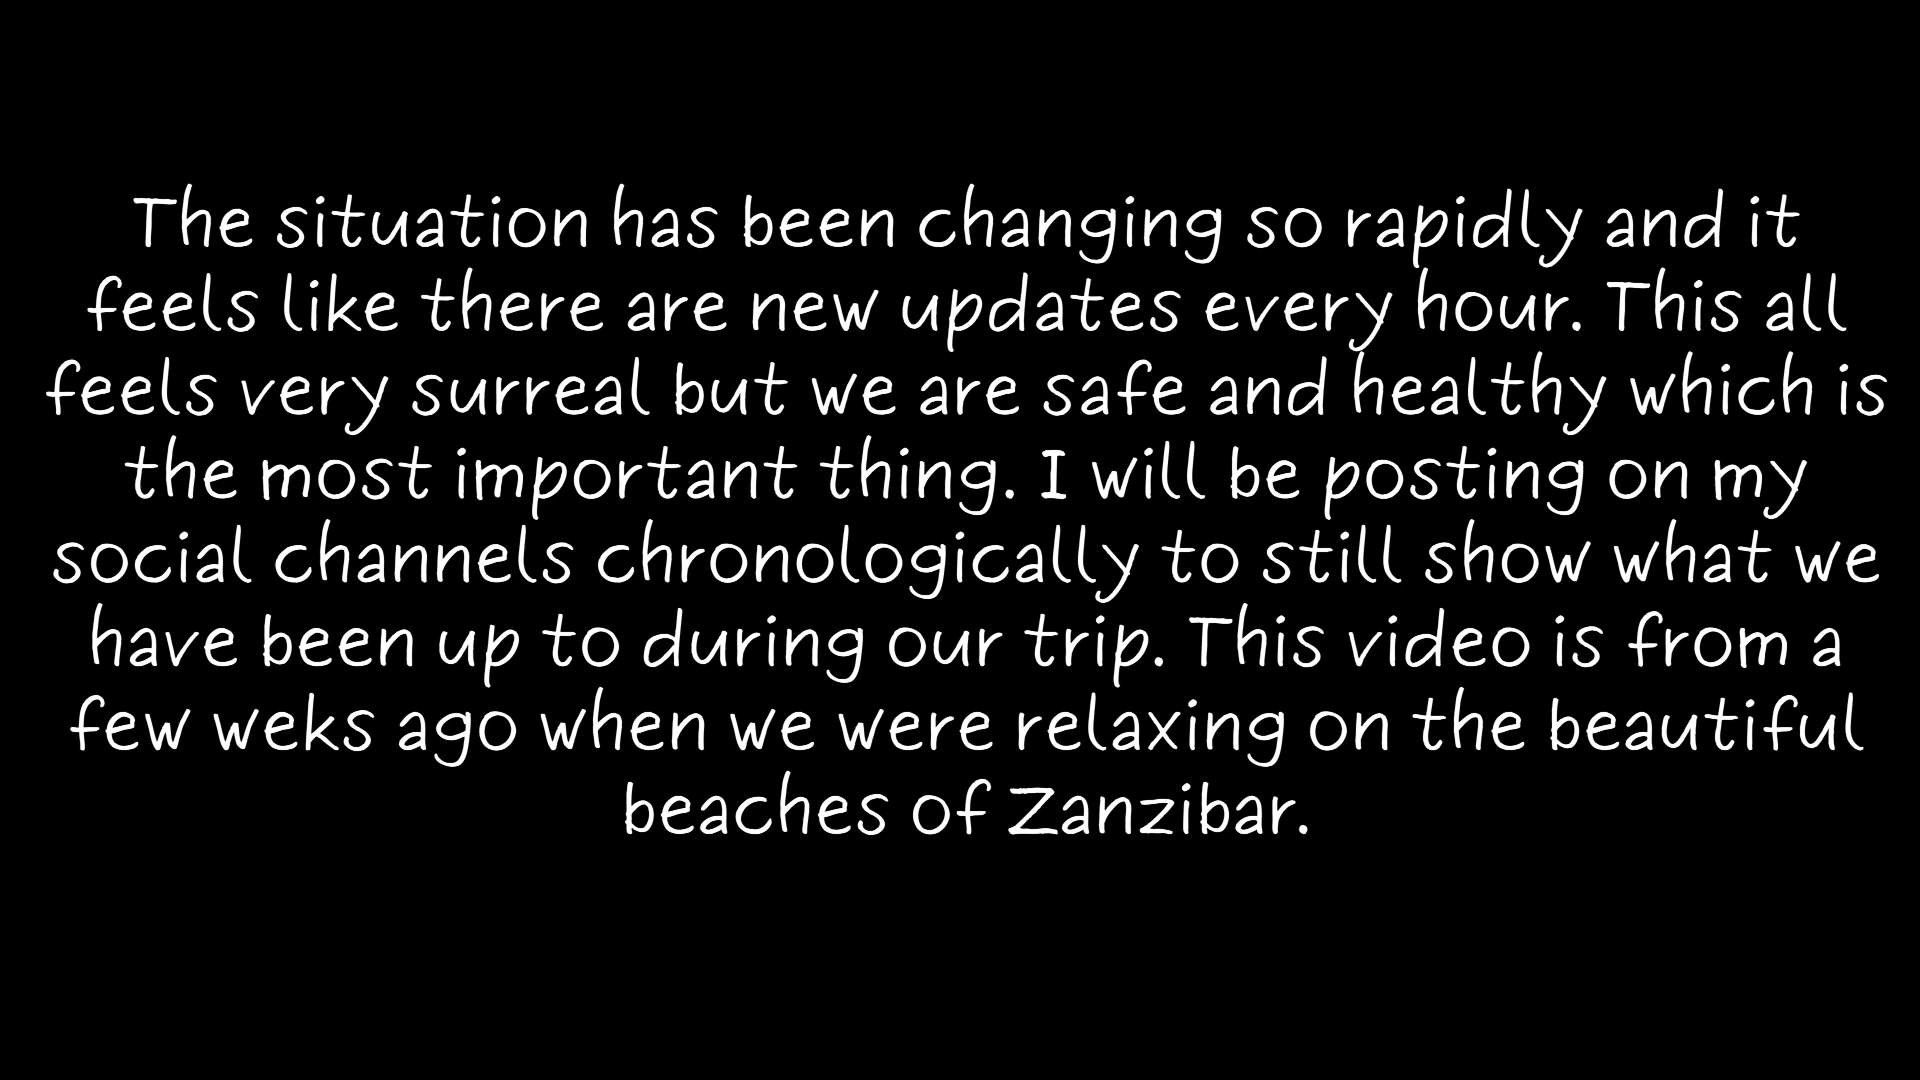 The situation has been changing so rapidly and it
feels like there are new updates every hour. This all
feels very surreal but we are safe and healthy which is
the most important thing. I will be posting on my
social channels chronologically to still show what we
have been up to during our trip. This video is from a
few weks ago when we were relaxing on the beautiful
beaches of Zanzibar.